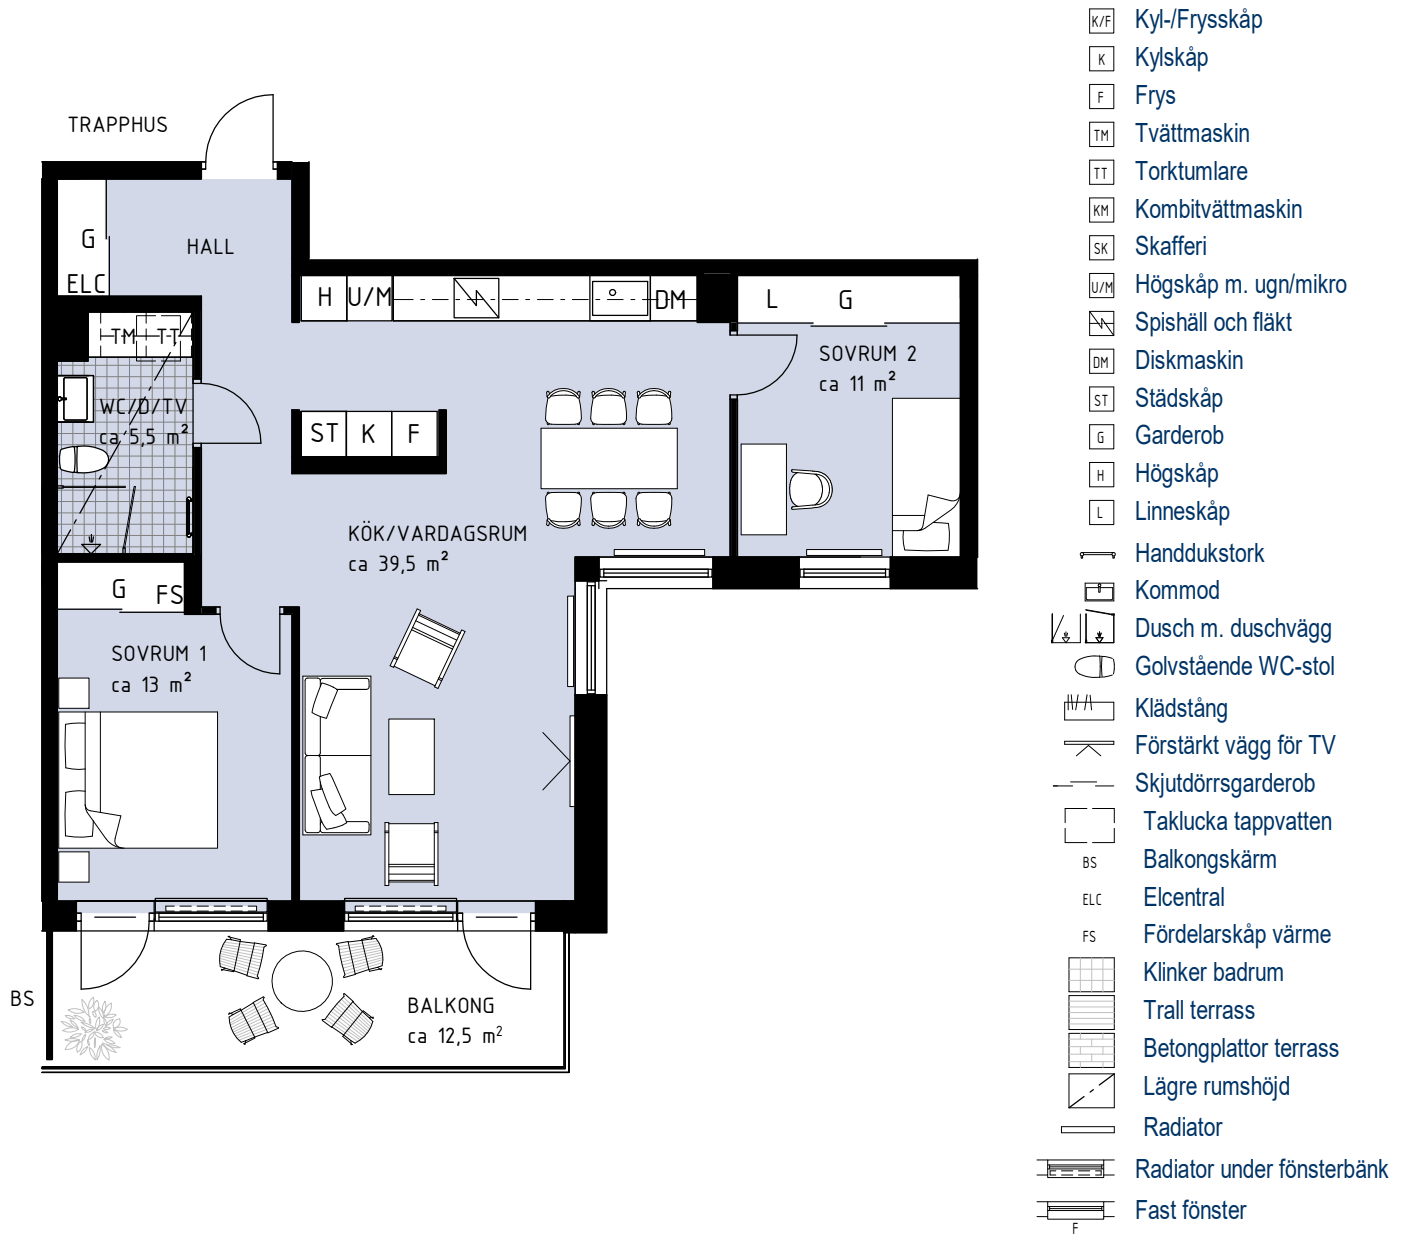 TRAPPHUS
G
ELC
HALL
H
U/M
DM
L
G
TM
TT
WC/D/TV
ca 5,5 m²
ST
K
F
SOVRUM 2
ca 11 m²
KÖK/VARDAGSRUM
ca 39,5 m²
G
FS
SOVRUM 1
ca 13 m²
BS
BALKONG
ca 12,5 m²
K/F Kyl-/Frysskåp
K Kylskåp
F Frys
TM Tvättmaskin
TT Torktumlare
KM Kombitvättmaskin
SK Skafferi
U/M Högskåp m. ugn/mikro
Spishäll och fläkt
DM Diskmaskin
ST Städskåp
G Garderob
H Högskåp
L Linneskåp
Handdukstork
Kommod
Dusch m. duschvägg
Golvstående WC-stol
Klädstång
Förstärkt vägg för TV
Skjutdörrsgarderob
Taklucka tappvatten
BS Balkongskärm
ELC Elcentral
FS Fördelarskåp värme
Klinker badrum
Trall terrass
Betongplattor terrass
Lägre rumshöjd
Radiator
Radiator under fönsterbänk
Fast fönster
F